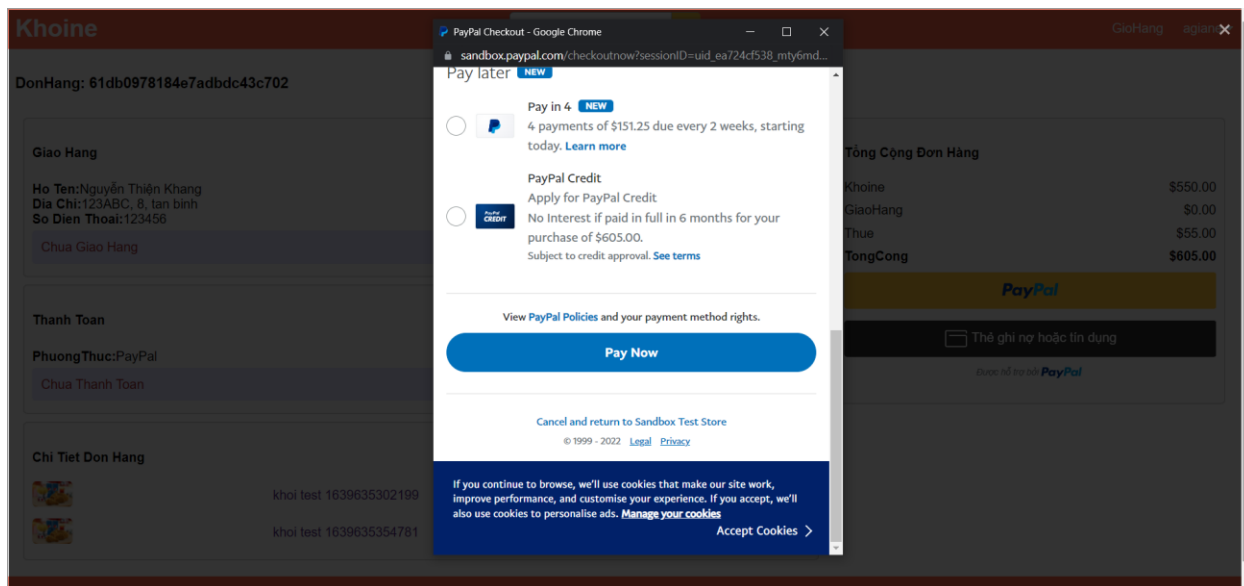 Khoine
GioHang
PayPal Checkout - Google Chrome
sandbox.paypal.com/checkoutnow?sessionID=uid_ea724cf538_mty6md...
DonHang: 61db0978184e7adbdc43c702
Giao Hang
Ho Ten:Nguyễn Thiện Khang
Dia Chi:123ABC, 8, tan binh
So Dien Thoai:123456
Chua Giao Hang
Thanh Toan
PhuongThuc:PayPal
Chua Thanh Toan
Chi Tiet Don Hang
khoi test 1639635302199
khoi test 1639635354781
Pay later NEW
Pay in 4 NEW
4 payments of $151.25 due every 2 weeks, starting
today. Learn more
PayPal Credit
Apply for PayPal Credit
No Interest if paid in full in 6 months for your
purchase of $605.00.
Subject to credit approval. See terms
PayPal
CREDIT
View PayPal Policies and your payment method rights.
Pay Now
Cancel and return to Sandbox Test Store
© 1999 - 2022 Legal Privacy
If you continue to browse, we'll use cookies that make our site work,
improve performance, and customise your experience. If you accept, we'll
also use cookies to personalise ads. Manage your cookies
Accept Cookies
Tổng Cộng Đơn Hàng
Khoine $550.00
GiaoHang $0.00
Thue $55.00
TongCong $605.00
PayPal
Thẻ ghi nợ hoặc tín dụng
Được hỗ trợ bởi PayPal